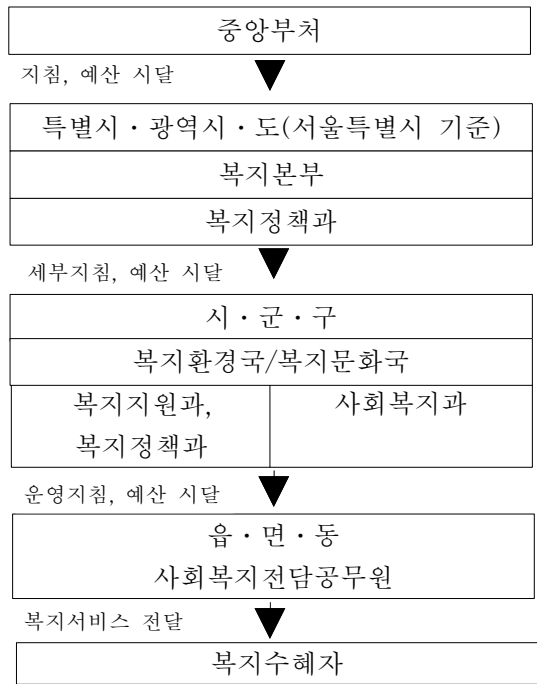 중앙부처
지침, 예산 시달
특별시·광역시·도(서울특별시 기준)
복지본부
복지정책과
세부지침, 예산 시달
시·군·구
복지환경국/복지문화국
복지지원과,
복지정책과
사회복지과
운영지침, 예산 시달
읍·면·동
사회복지전담공무원
복지서비스 전달
복지수혜자